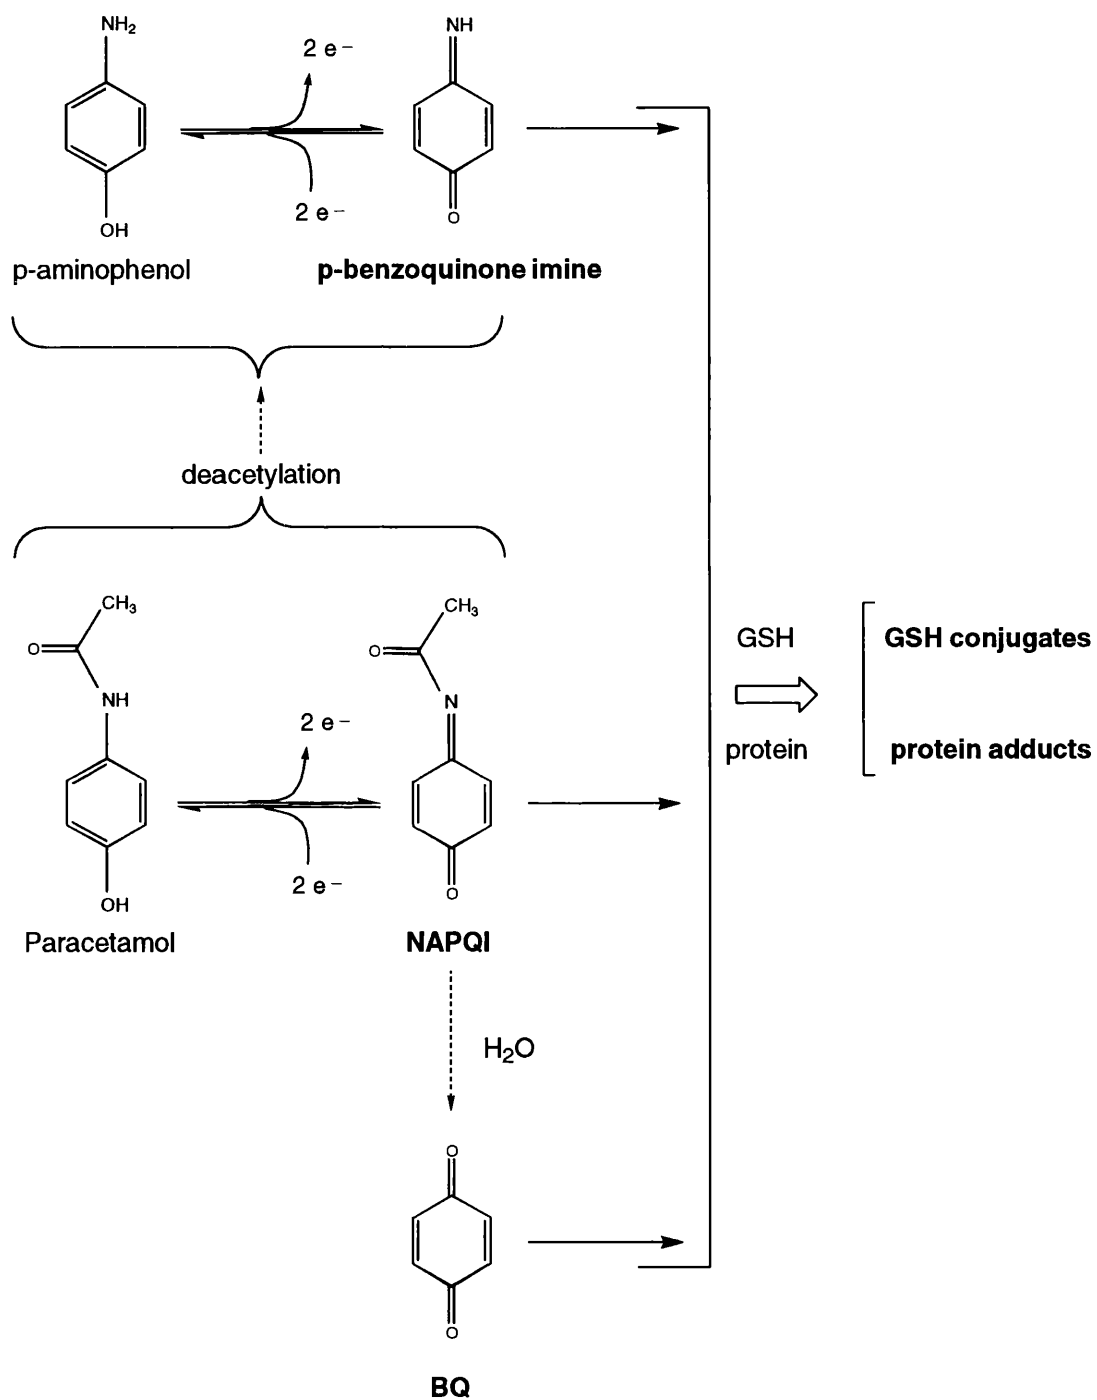 NH₂
NH
2 e⁻
2 e⁻
O
OH
p-aminophenol
p-benzoquinone imine
deacetylation
CH₃
CH₃
O
O
GSH
GSH conjugates
NH
N
2 e⁻
protein
protein adducts
2 e⁻
O
OH
Paracetamol
NAPQI
H₂O
O
O
BQ